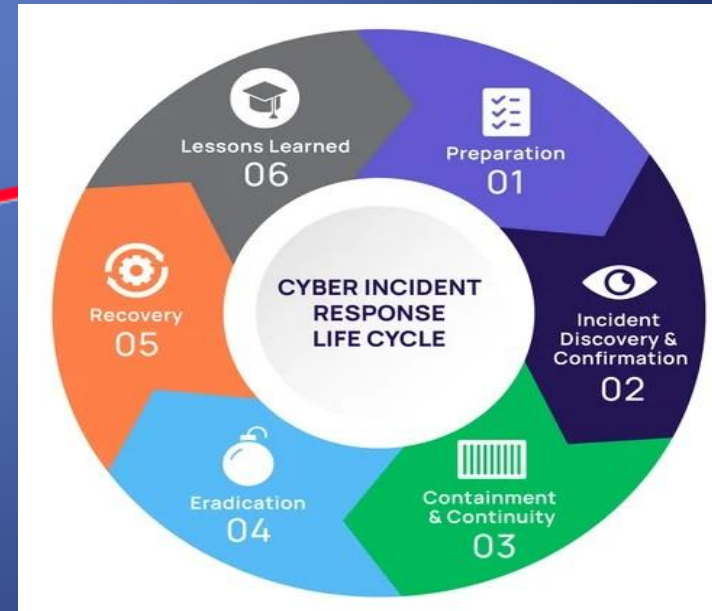 CYBER INCIDENT
RESPONSE
LIFE CYCLE
Preparation
01
Incident
Discovery &
Confirmation
02
Containment
& Continuity
03
Eradication
04
Recovery
05
Lessons Learned
06